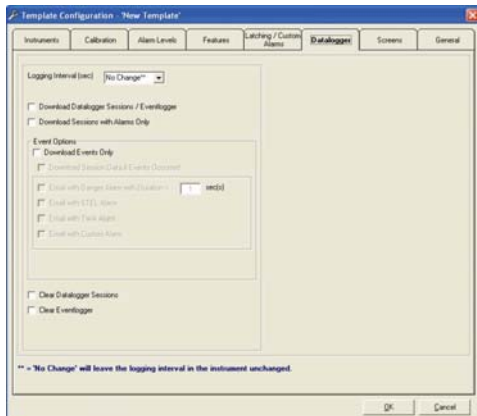 Template Configuration - 'New Template'
Instruments
Calibration
Alarm Levels
Features
Latching / Custom Alarms
Datalogger
Screens
General
Logging Interval (sec) No Change**
Download Datalogger Sessions / Eventlogger
Download Sessions with Alarms Only
Event Options
Download Events Only
Download Session Data if Events Occurred
Email with Danger Alarm with Duration sec(s)
Email with STEL Alarm
Email with TWA Alarm
Email with Custom Alarm
Clear Datalogger Sessions
Clear Eventlogger
** = 'No Change' will leave the logging interval in the instrument unchanged.
OK
Cancel